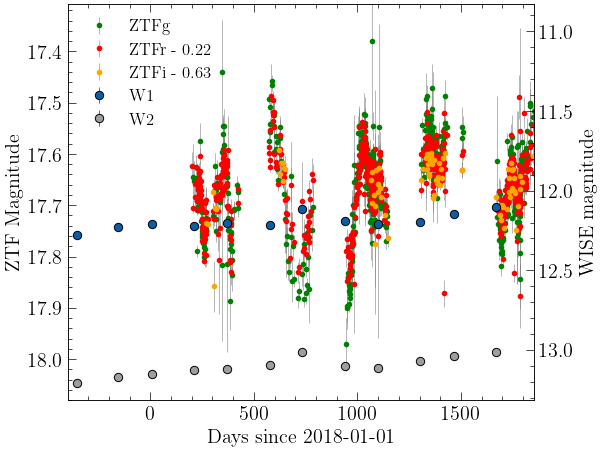 ZTFg
ZTFr - 0.22
ZTFi - 0.63
W1
W2
ZTF Magnitude
17.4
17.5
17.6
17.7
17.8
17.9
18.0
11.0
11.5
12.0
12.5
13.0
WISE magnitude
0 500 1000 1500
Days since 2018-01-01